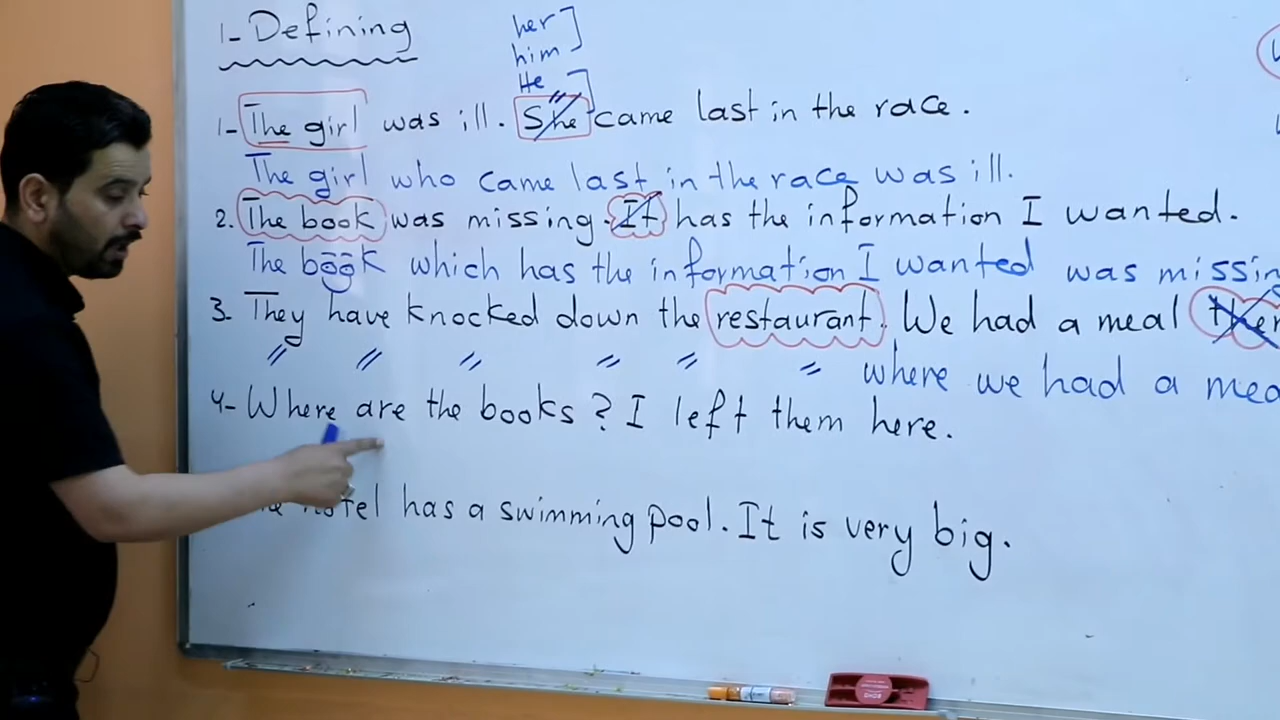 1- Defining
her
him
He
1- The girl was ill. She came last in the race.
The girl who came last in the race was ill.
2. The book was missing. It has the information I wanted.
The book which has the information I wanted was missin
3. They have knocked down the restaurant. We had a meal ther
〃 〃 〃 〃 〃 〃 where we had a mea
4- Where are the books? I left them here.
hotel has a swimming pool. It is very big.